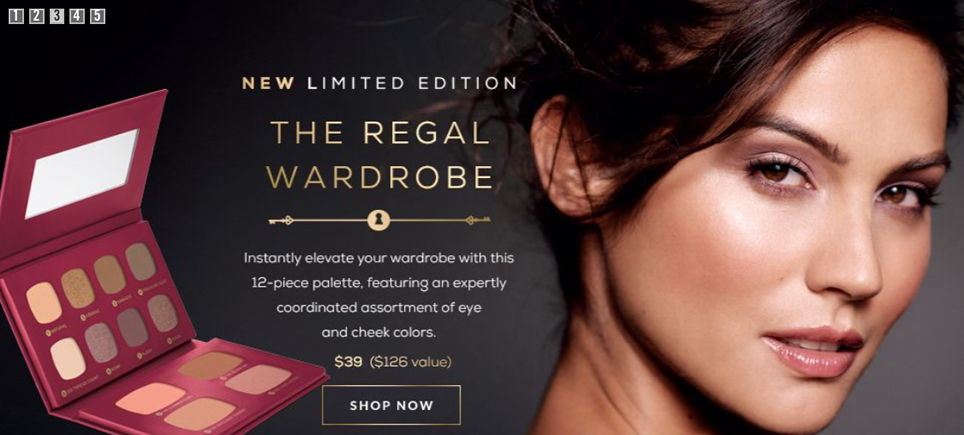 1 2 3 4 5
NEW LIMITED EDITION
THE REGAL
WARDROBE
Instantly elevate your wardrobe with this
12-piece palette, featuring an expertly
coordinated assortment of eye
and cheek colors.
$39 ($126 value)
SHOP NOW